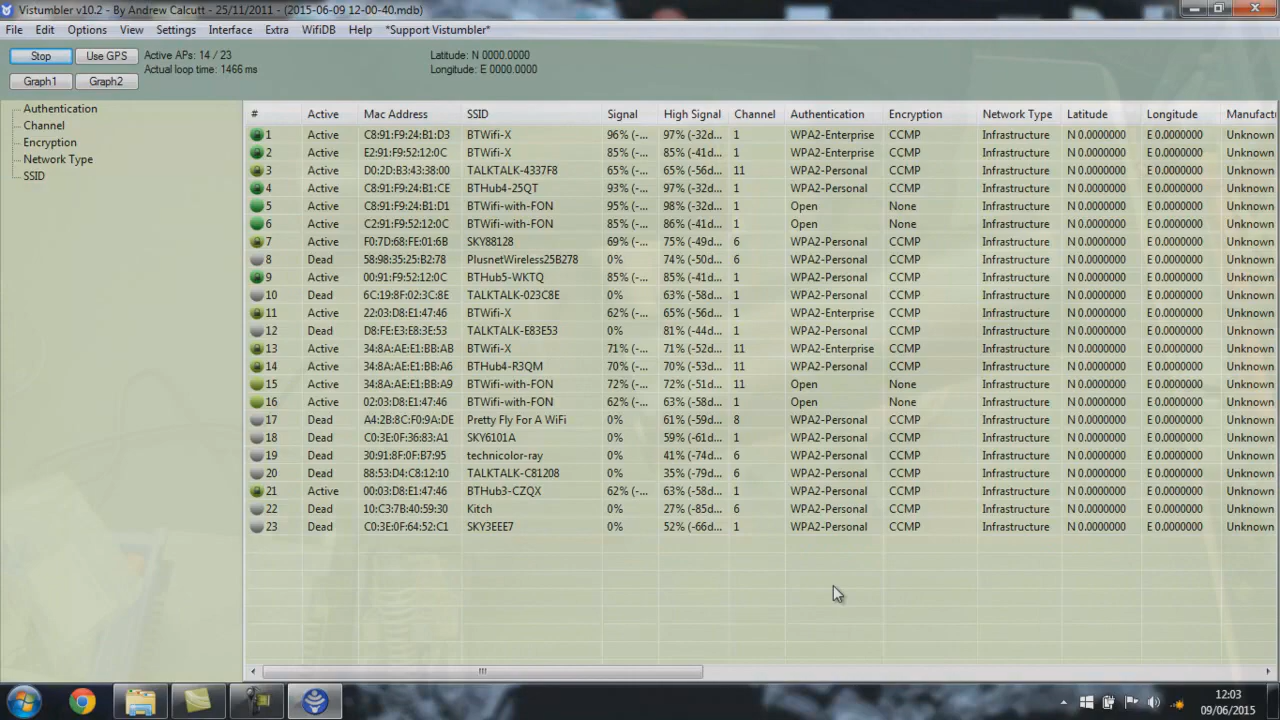 Vistumbler v10.2 - By Andrew Calcutt - 25/11/2011 - (2015-06-09 12-00-40.mdb)
File Edit Options View Settings Interface Extra WifiDB Help *Support Vistumbler*
Stop Use GPS Active APs: 14 / 23 Latitude: N 0000.0000
Actual loop time: 1466 ms Longitude: E 0000.0000
Graph1 Graph2
Authentication
Channel
Encryption
Network Type
SSID
# Active Mac Address SSID Signal High Signal Channel Authentication Encryption Network Type Latitude Longitude Manufactu
1 Active C8:91:F9:24:B1:D3 BTWifi-X 96% (-... 97% (-32d... 1 WPA2-Enterprise CCMP Infrastructure N 0.0000000 E 0.0000000 Unknown
2 Active E2:91:F9:52:12:0C BTWifi-X 85% (-... 85% (-41d... 1 WPA2-Enterprise CCMP Infrastructure N 0.0000000 E 0.0000000 Unknown
3 Active D0:2D:B3:43:38:00 TALKTALK-4337F8 65% (-... 65% (-56d... 11 WPA2-Personal CCMP Infrastructure N 0.0000000 E 0.0000000 Unknown
4 Active C8:91:F9:24:B1:CE BTHub4-25QT 93% (-... 97% (-32d... 1 WPA2-Personal CCMP Infrastructure N 0.0000000 E 0.0000000 Unknown
5 Active C8:91:F9:24:B1:D1 BTWifi-with-FON 95% (-... 98% (-32d... 1 Open None Infrastructure N 0.0000000 E 0.0000000 Unknown
6 Active C2:91:F9:52:12:0C BTWifi-with-FON 85% (-... 86% (-41d... 1 Open None Infrastructure N 0.0000000 E 0.0000000 Unknown
7 Active F0:7D:68:FE:01:6B SKY88128 69% (-... 75% (-49d... 6 WPA2-Personal CCMP Infrastructure N 0.0000000 E 0.0000000 Unknown
8 Dead 58:98:35:25:B2:78 PlusnetWireless25B278 0% 74% (-50d... 6 WPA2-Personal CCMP Infrastructure N 0.0000000 E 0.0000000 Unknown
9 Active 00:91:F9:52:12:0C BTHub5-WKTQ 85% (-... 85% (-41d... 1 WPA2-Personal CCMP Infrastructure N 0.0000000 E 0.0000000 Unknown
10 Dead 6C:19:8F:02:3C:8E TALKTALK-023C8E 0% 63% (-58d... 1 WPA2-Personal CCMP Infrastructure N 0.0000000 E 0.0000000 Unknown
11 Active 22:03:D8:E1:47:46 BTWifi-X 62% (-... 65% (-56d... 1 WPA2-Enterprise CCMP Infrastructure N 0.0000000 E 0.0000000 Unknown
12 Dead D8:FE:E3:E8:3E:53 TALKTALK-E83E53 0% 81% (-44d... 1 WPA2-Personal CCMP Infrastructure N 0.0000000 E 0.0000000 Unknown
13 Active 34:8A:AE:E1:BB:AB BTWifi-X 71% (-... 71% (-52d... 11 WPA2-Enterprise CCMP Infrastructure N 0.0000000 E 0.0000000 Unknown
14 Active 34:8A:AE:E1:BB:A6 BTHub4-R3QM 70% (-... 70% (-53d... 11 WPA2-Personal CCMP Infrastructure N 0.0000000 E 0.0000000 Unknown
15 Active 34:8A:AE:E1:BB:A9 BTWifi-with-FON 72% (-... 72% (-51d... 11 Open None Infrastructure N 0.0000000 E 0.0000000 Unknown
16 Active 02:03:D8:E1:47:46 BTWifi-with-FON 62% (-... 63% (-58d... 1 Open None Infrastructure N 0.0000000 E 0.0000000 Unknown
17 Dead A4:2B:8C:F0:9A:DE Pretty Fly For A WiFi 0% 61% (-59d... 8 WPA2-Personal CCMP Infrastructure N 0.0000000 E 0.0000000 Unknown
18 Dead C0:3E:0F:36:83:A1 SKY6101A 0% 59% (-61d... 1 WPA2-Personal CCMP Infrastructure N 0.0000000 E 0.0000000 Unknown
19 Dead 30:91:8F:0F:B7:95 technicolor-ray 0% 41% (-74d... 6 WPA2-Personal CCMP Infrastructure N 0.0000000 E 0.0000000 Unknown
20 Dead 88:53:D4:C8:12:10 TALKTALK-C81208 0% 35% (-79d... 6 WPA2-Personal CCMP Infrastructure N 0.0000000 E 0.0000000 Unknown
21 Active 00:03:D8:E1:47:46 BTHub3-CZQX 62% (-... 63% (-58d... 1 WPA2-Personal CCMP Infrastructure N 0.0000000 E 0.0000000 Unknown
22 Dead 10:C3:7B:40:59:30 Kitch 0% 27% (-85d... 6 WPA2-Personal CCMP Infrastructure N 0.0000000 E 0.0000000 Unknown
23 Dead C0:3E:0F:64:52:C1 SKY3EEE7 0% 52% (-66d... 1 WPA2-Personal CCMP Infrastructure N 0.0000000 E 0.0000000 Unknown
12:03
09/06/2015